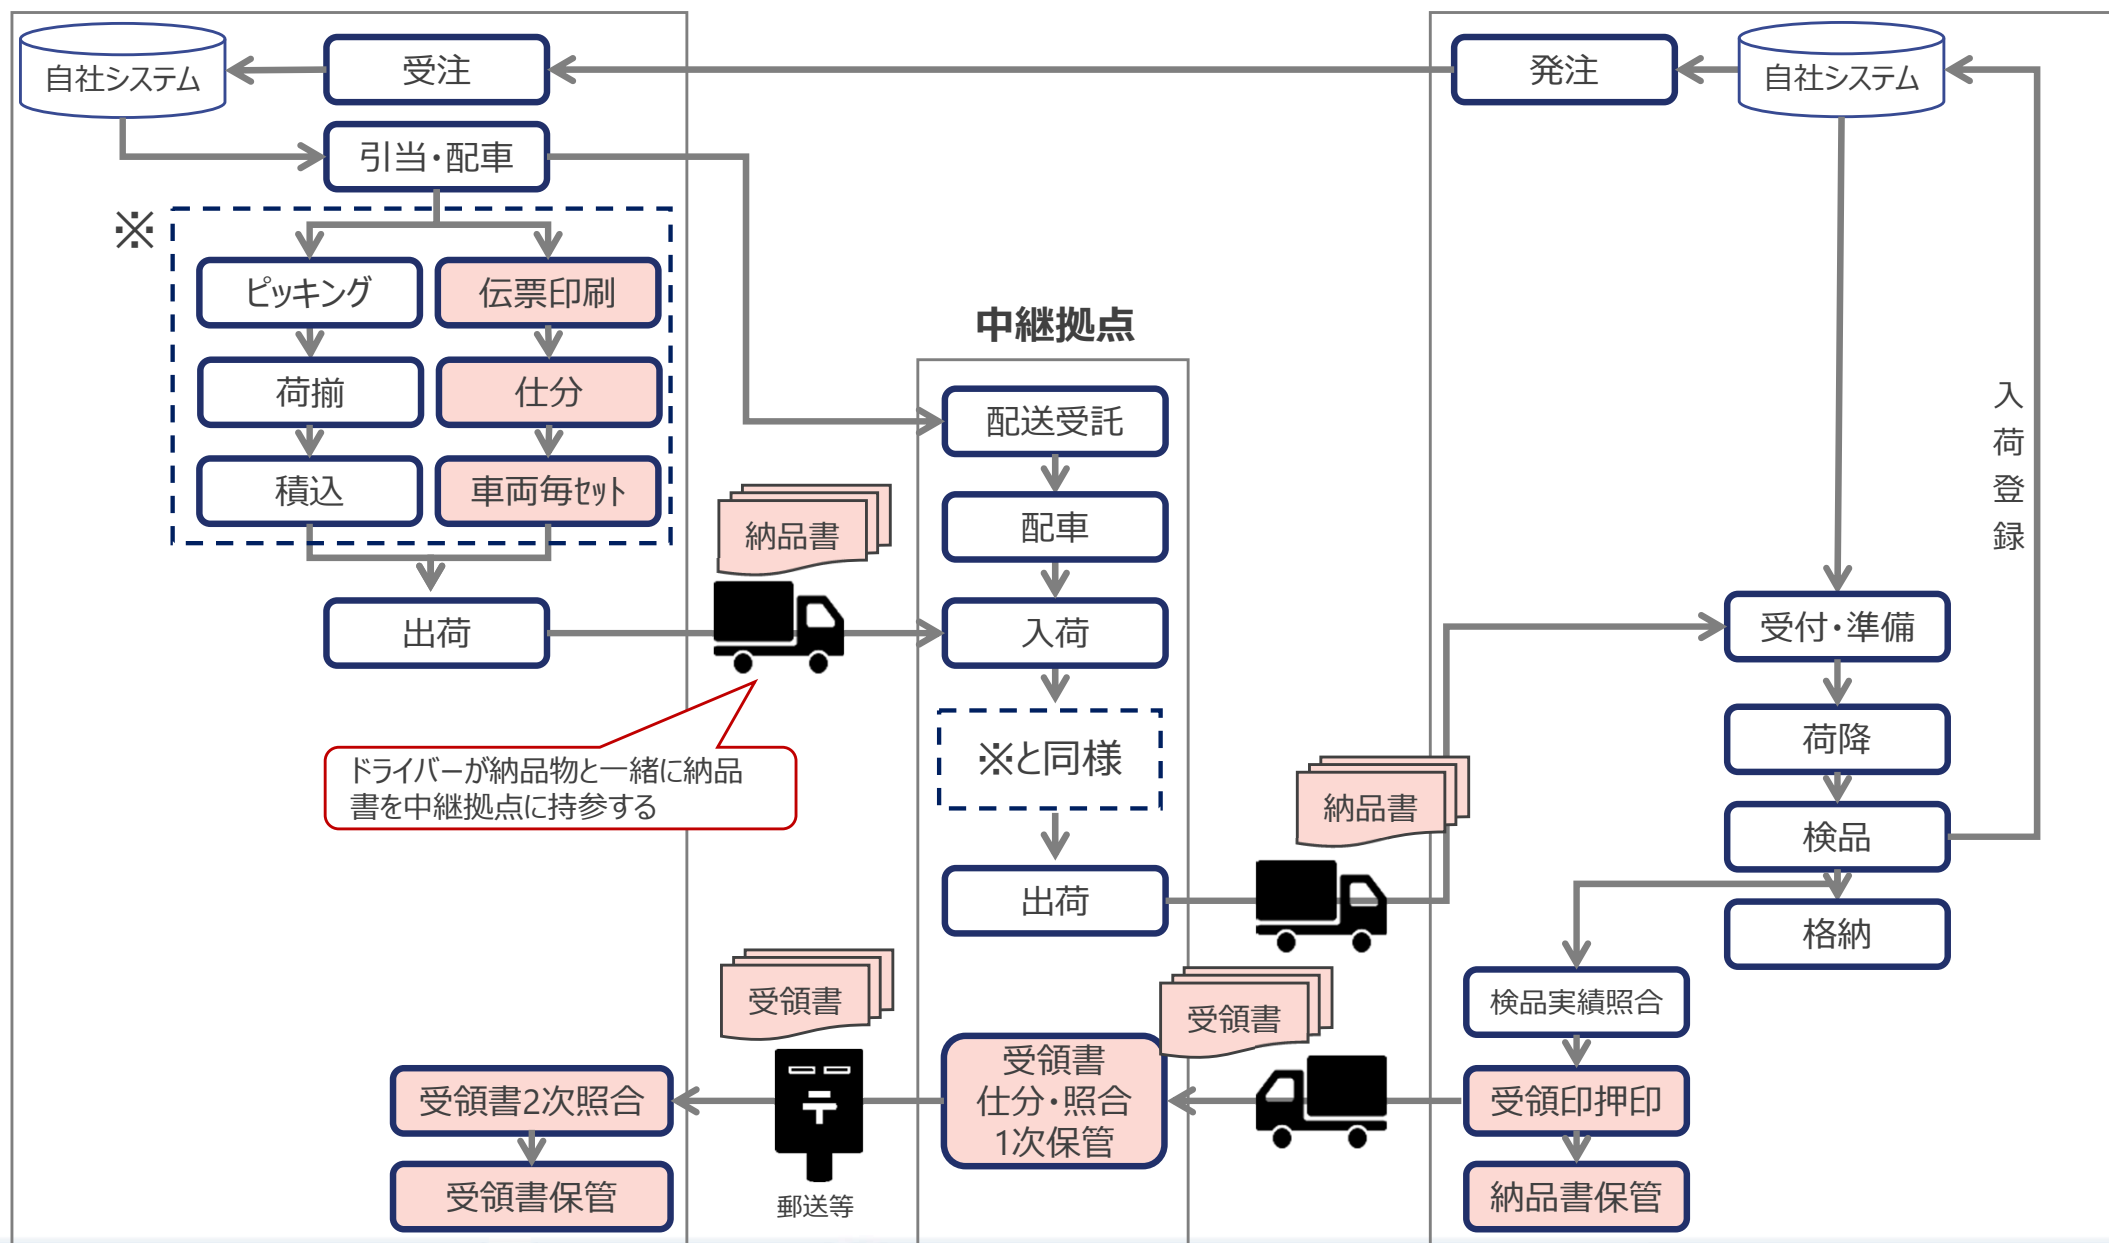 自社システム
受注
引当・配車
※
ピッキング
伝票印刷
荷揃
仕分
積込
車両毎セット
出荷
納品書
ドライバーが納品物と一緒に納品
書を中継拠点に持参する
中継拠点
配送受託
配車
入荷
※と同様
出荷
納品書
発注
自社システム
入荷登録
受付・準備
荷降
検品
格納
検品実績照合
受領印押印
納品書保管
受領書
受領書
仕分・照合
1次保管
受領書
郵送等
受領書2次照合
受領書保管